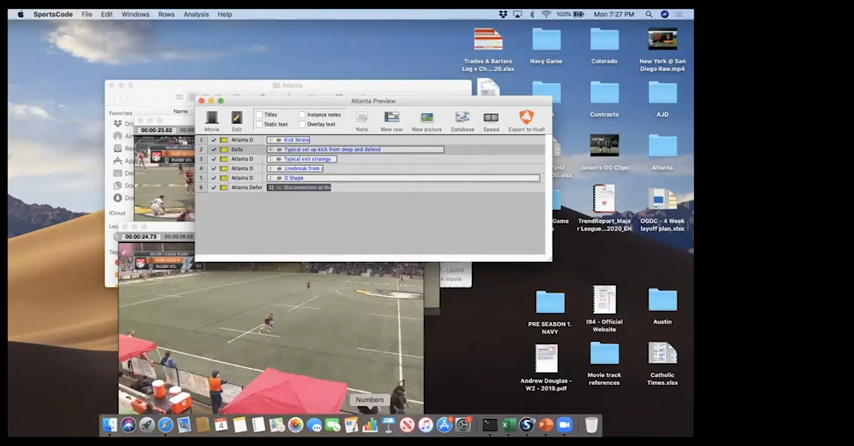 SportsCode File Edit Windows Rows Analysis Help
100% Mon 7:27 PM
Atlanta
Name
Favorites
iCloud
00:00:23.82
00:00:24.73
Atlanta Preview
Movie
Edit
Titles
Instance notes
Static text
Overlay text
Note
New row
New picture
Database
Speed
Export to Hudl
1 Atlanta D Kick Strate
2 Exits Typical set up kick from deep and defend
3 Atlanta D Typical exit strategy
4 Atlanta D Linebreak from
5 Atlanta D 2 O Shape
6 Atlanta Defer Disconnection at the
RUGBY ATL
Trades & Barters
Log + Ch....20.xlsx
Navy Game
Colorado
New York @ San
Diego Raw.mp4
Contracts
AJD
Jason's OD Clips
Atlanta
Game
TrendReport_Majo
r League...2020_EN
OGDC - 4 Week
layoff plan.xlsx
PRE SEASON 1.
NAVY
I94 - Official
Website
Austin
Andrew Douglas -
W2 - 2019.pdf
Movie track
references
Catholic
Times.xlsx
Numbers